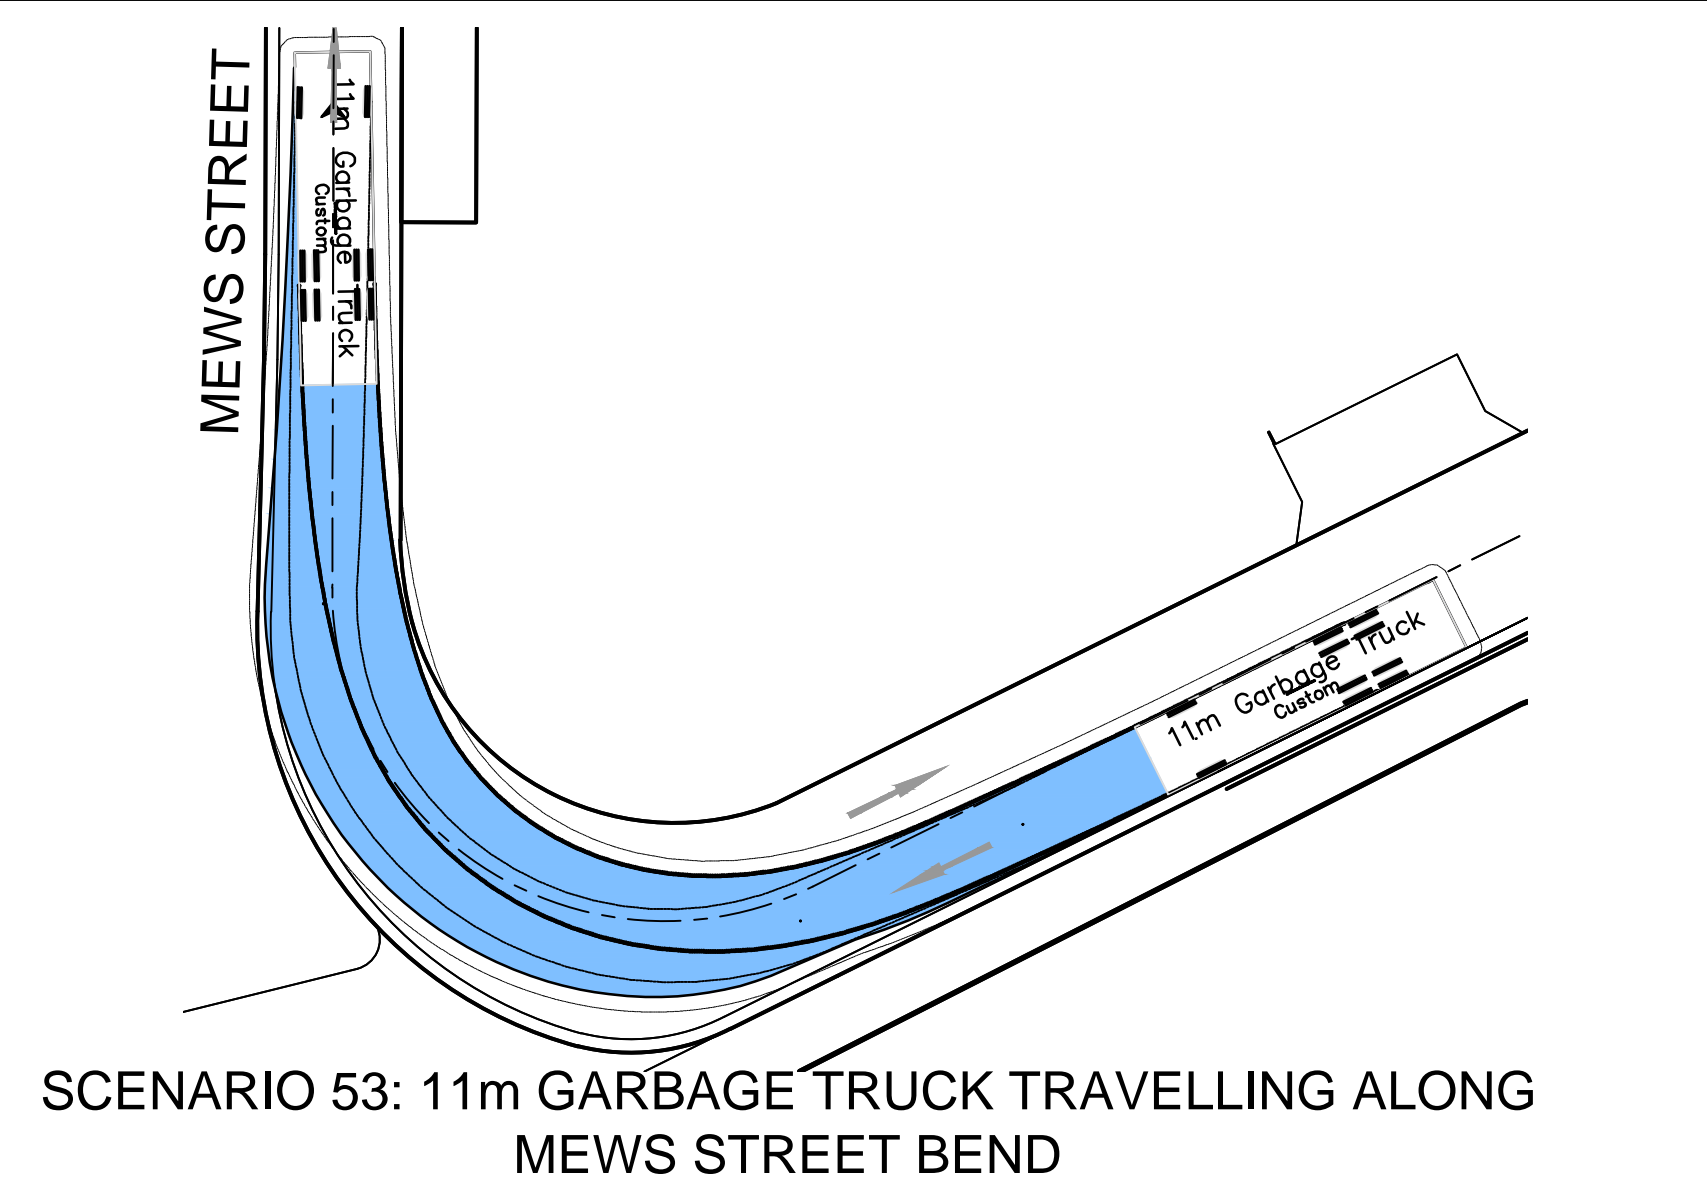 MEWS STREET
11m Garbage Truck
Custom
11m Garbage Truck
Custom
SCENARIO 53: 11m GARBAGE TRUCK TRAVELLING ALONG
MEWS STREET BEND